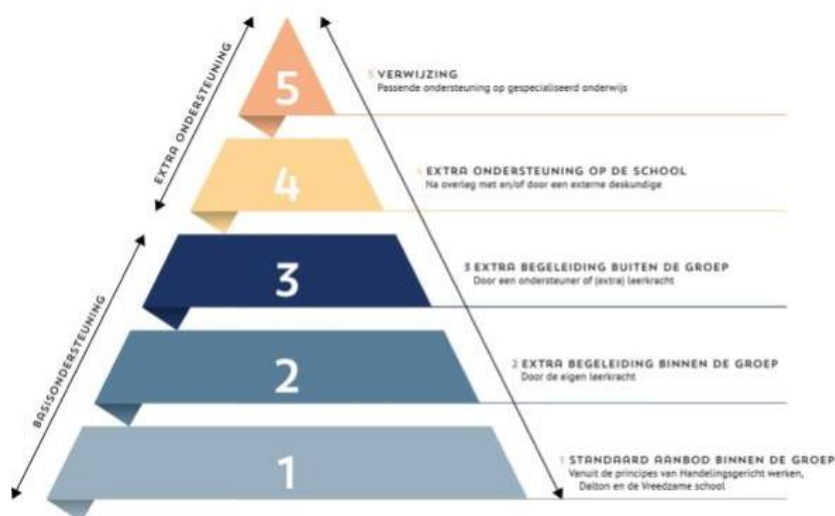 EXTRA ONDERSTEUNING
BASISONDERSTEUNING
5
5 VERWIJZING
Passende ondersteuning op gespecialiseerd onderwijs
4
4 EXTRA ONDERSTEUNING OP DE SCHOOL
Na overleg met en/of door een externe deskundige
3
3 EXTRA BEGELEIDING BUITEN DE GROEP
Door een ondersteuner of (extra) leerkracht
2
2 EXTRA BEGELEIDING BINNEN DE GROEP
Door de eigen leerkracht
1
1 STANDAARD AANBOD BINNEN DE GROEP
Vanuit de principes van Handelingsgericht werken,
Dalton en de Vreedzame school